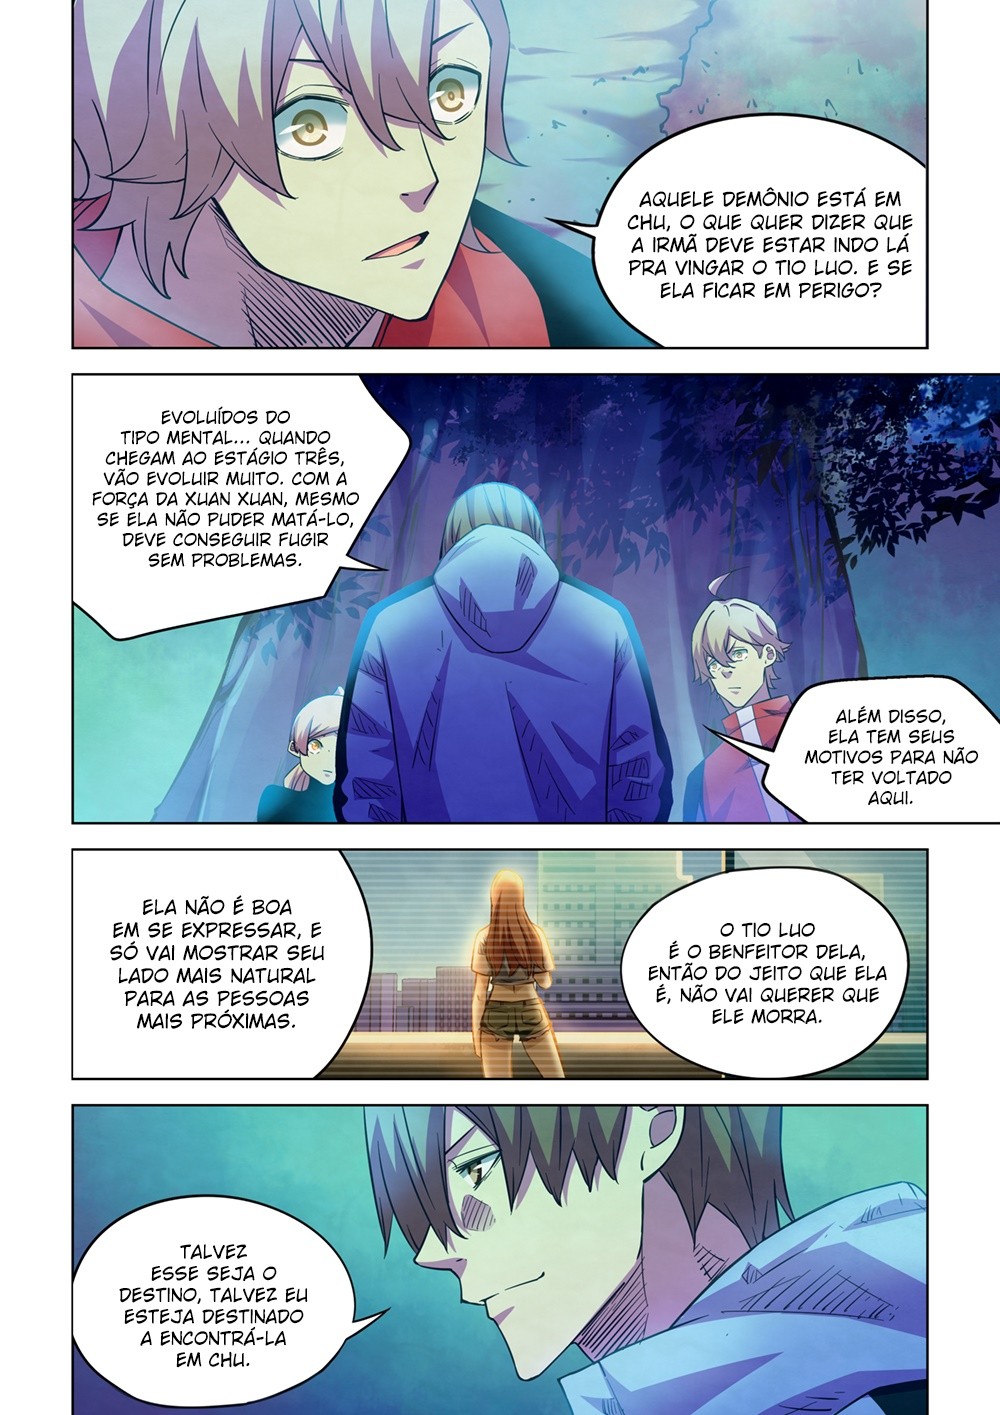 AQUELE DEMÔNIO ESTÁ EM
CHU, O QUE QUER DIZER QUE
A IRMÃ DEVE ESTAR INDO LÁ
PRA VINGAR O TIO LUO. E SE
ELA FICAR EM PERIGO?
EVOLUÍDOS DO
TIPO MENTAL... QUANDO
CHEGAM AO ESTÁGIO TRÊS,
VÃO EVOLUIR MUITO. COM A
FORÇA DA XUAN XUAN, MESMO
SE ELA NÃO PUDER MATÁ-LO,
DEVE CONSEGUIR FUGIR
SEM PROBLEMAS.
ALÉM DISSO,
ELA TEM SEUS
MOTIVOS PARA NÃO
TER VOLTADO
AQUI.
ELA NÃO É BOA
EM SE EXPRESSAR, E
SÓ VAI MOSTRAR SEU
LADO MAIS NATURAL
PARA AS PESSOAS
MAIS PRÓXIMAS.
O TIO LUO
É O BENFEITOR DELA,
ENTÃO DO JEITO QUE ELA
É, NÃO VAI QUERER QUE
ELE MORRA.
TALVEZ
ESSE SEJA O
DESTINO, TALVEZ EU
ESTEJA DESTINADO
A ENCONTRÁ-LA
EM CHU.